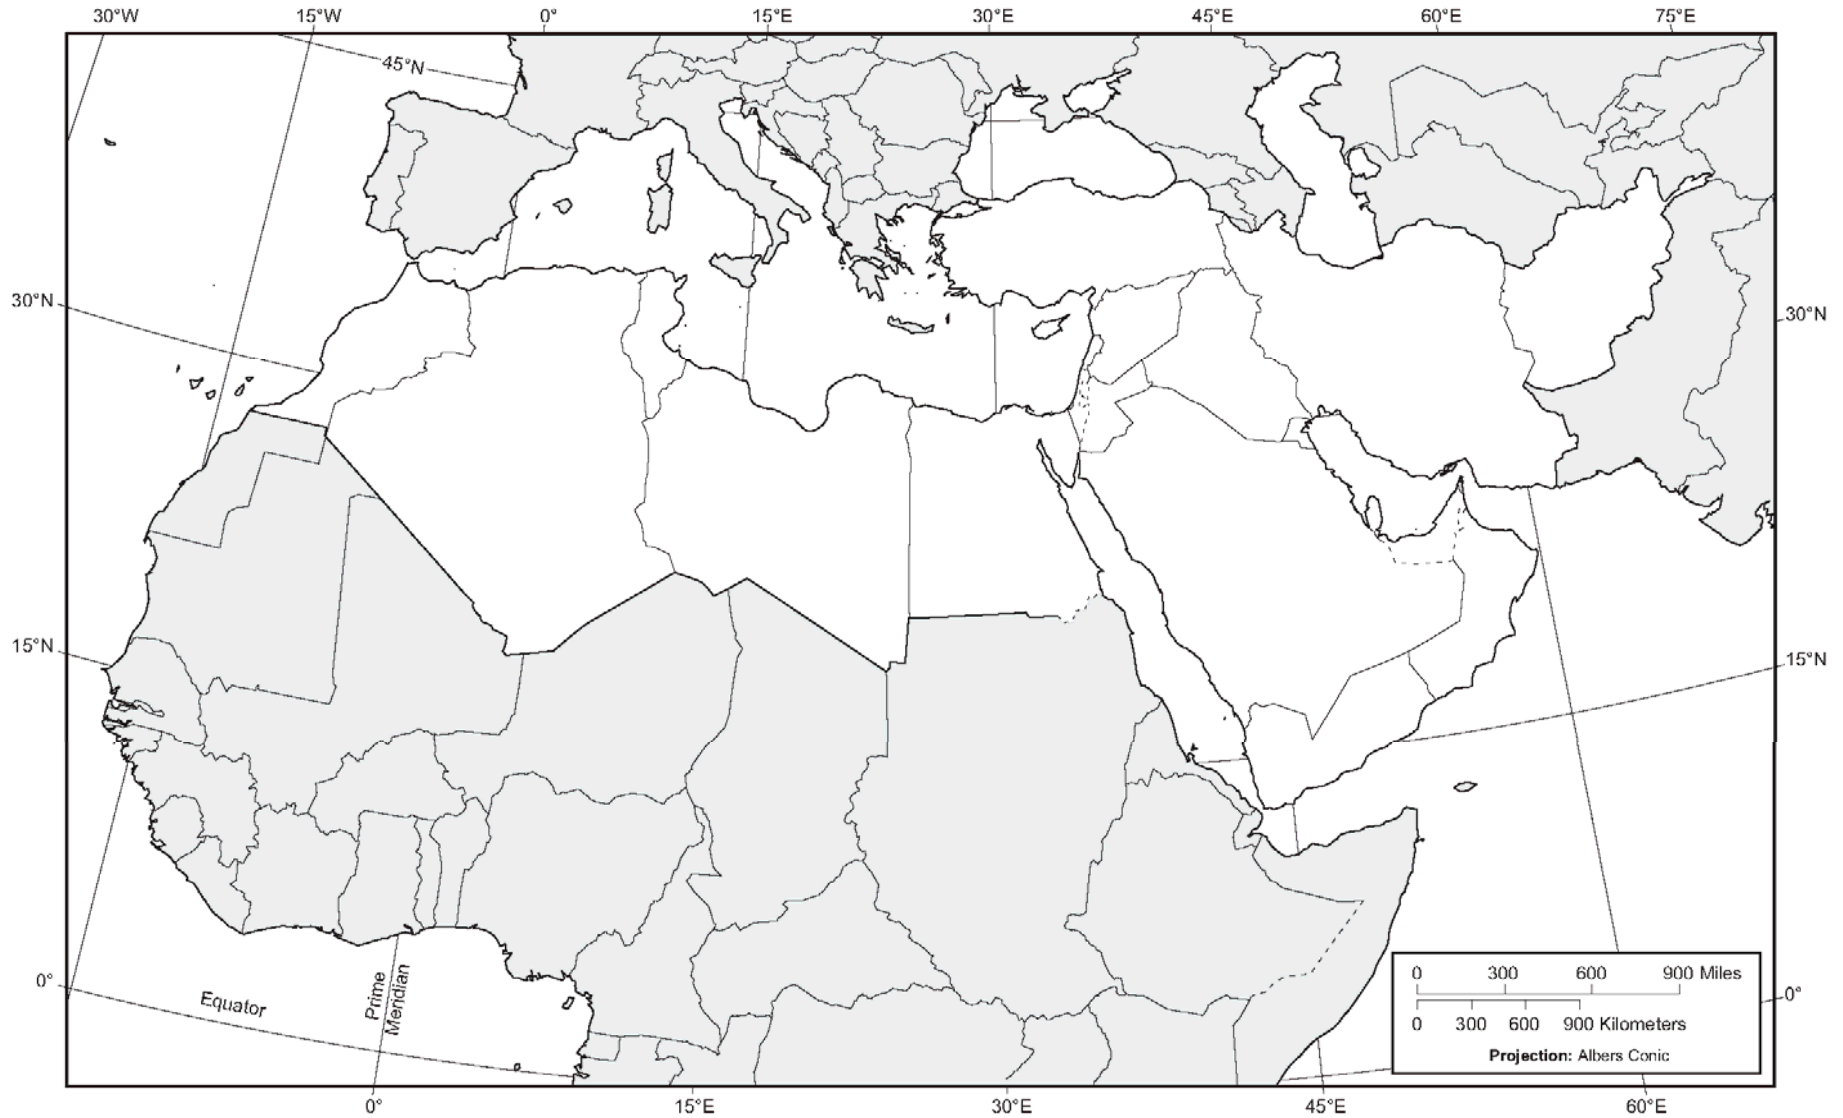 30°W 15°W 0° 15°E 30°E 45°E 60°E 75°E
45°N
30°N 30°N
15°N 15°N
0° 0°
Equator
Prime
Meridian
0 300 600 900 Miles
0 300 600 900 Kilometers
Projection: Albers Conic
0° 15°E 30°E 45°E 60°E